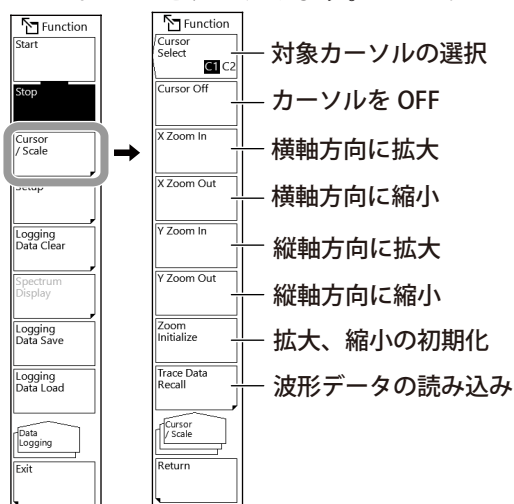 Function
Start
Stop
Cursor
/ Scale
Setup
Logging
Data Clear
Spectrum
Display
Logging
Data Save
Logging
Data Load
Data
Logging
Exit
Function
Cursor
Select
C1 C2
Cursor Off
X Zoom In
X Zoom Out
Y Zoom In
Y Zoom Out
Zoom
Initialize
Trace Data
Recall
Cursor
/ Scale
Return
対象カーソルの選択
カーソルを OFF
横軸方向に拡大
横軸方向に縮小
縦軸方向に拡大
縦軸方向に縮小
拡大、縮小の初期化
波形データの読み込み